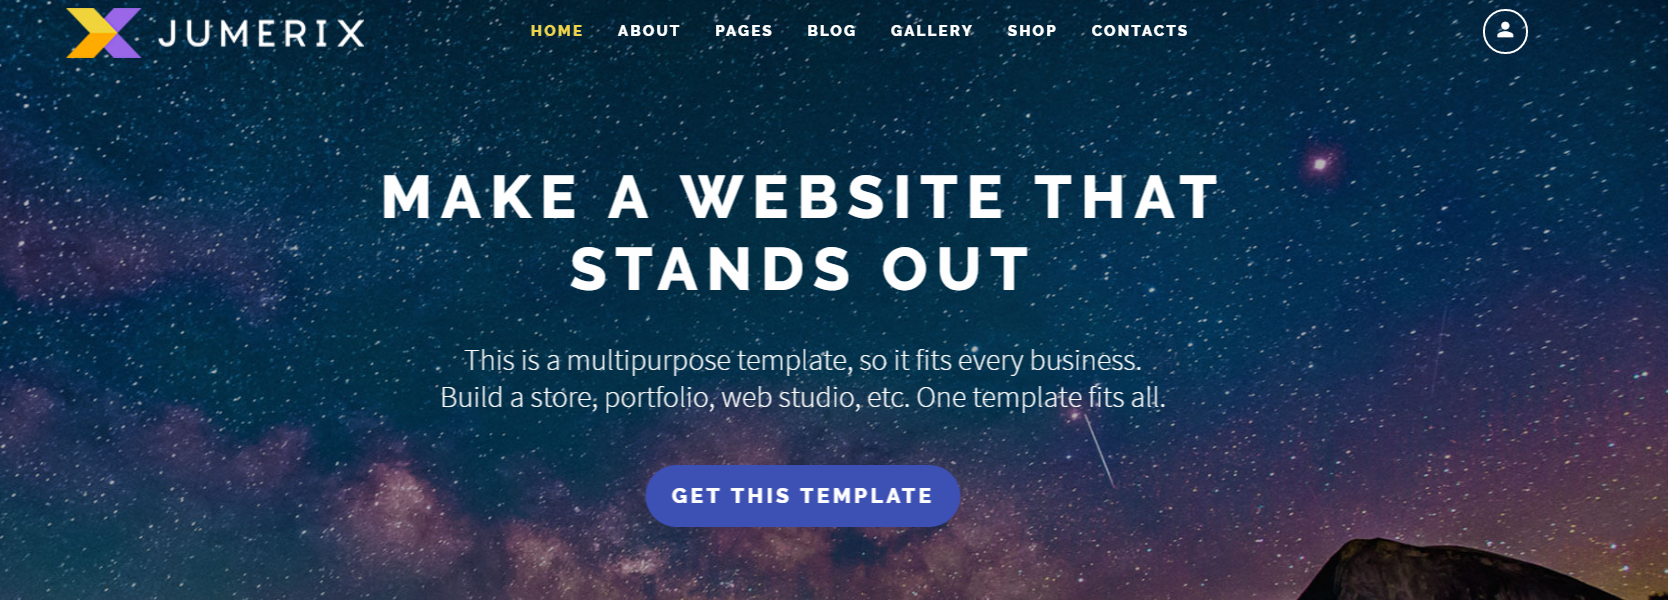 JUMERIX
HOME ABOUT PAGES BLOG GALLERY SHOP CONTACTS
MAKE A WEBSITE THAT
STANDS OUT
This is a multipurpose template, so it fits every business.
Build a store, portfolio, web studio, etc. One template fits all.
GET THIS TEMPLATE